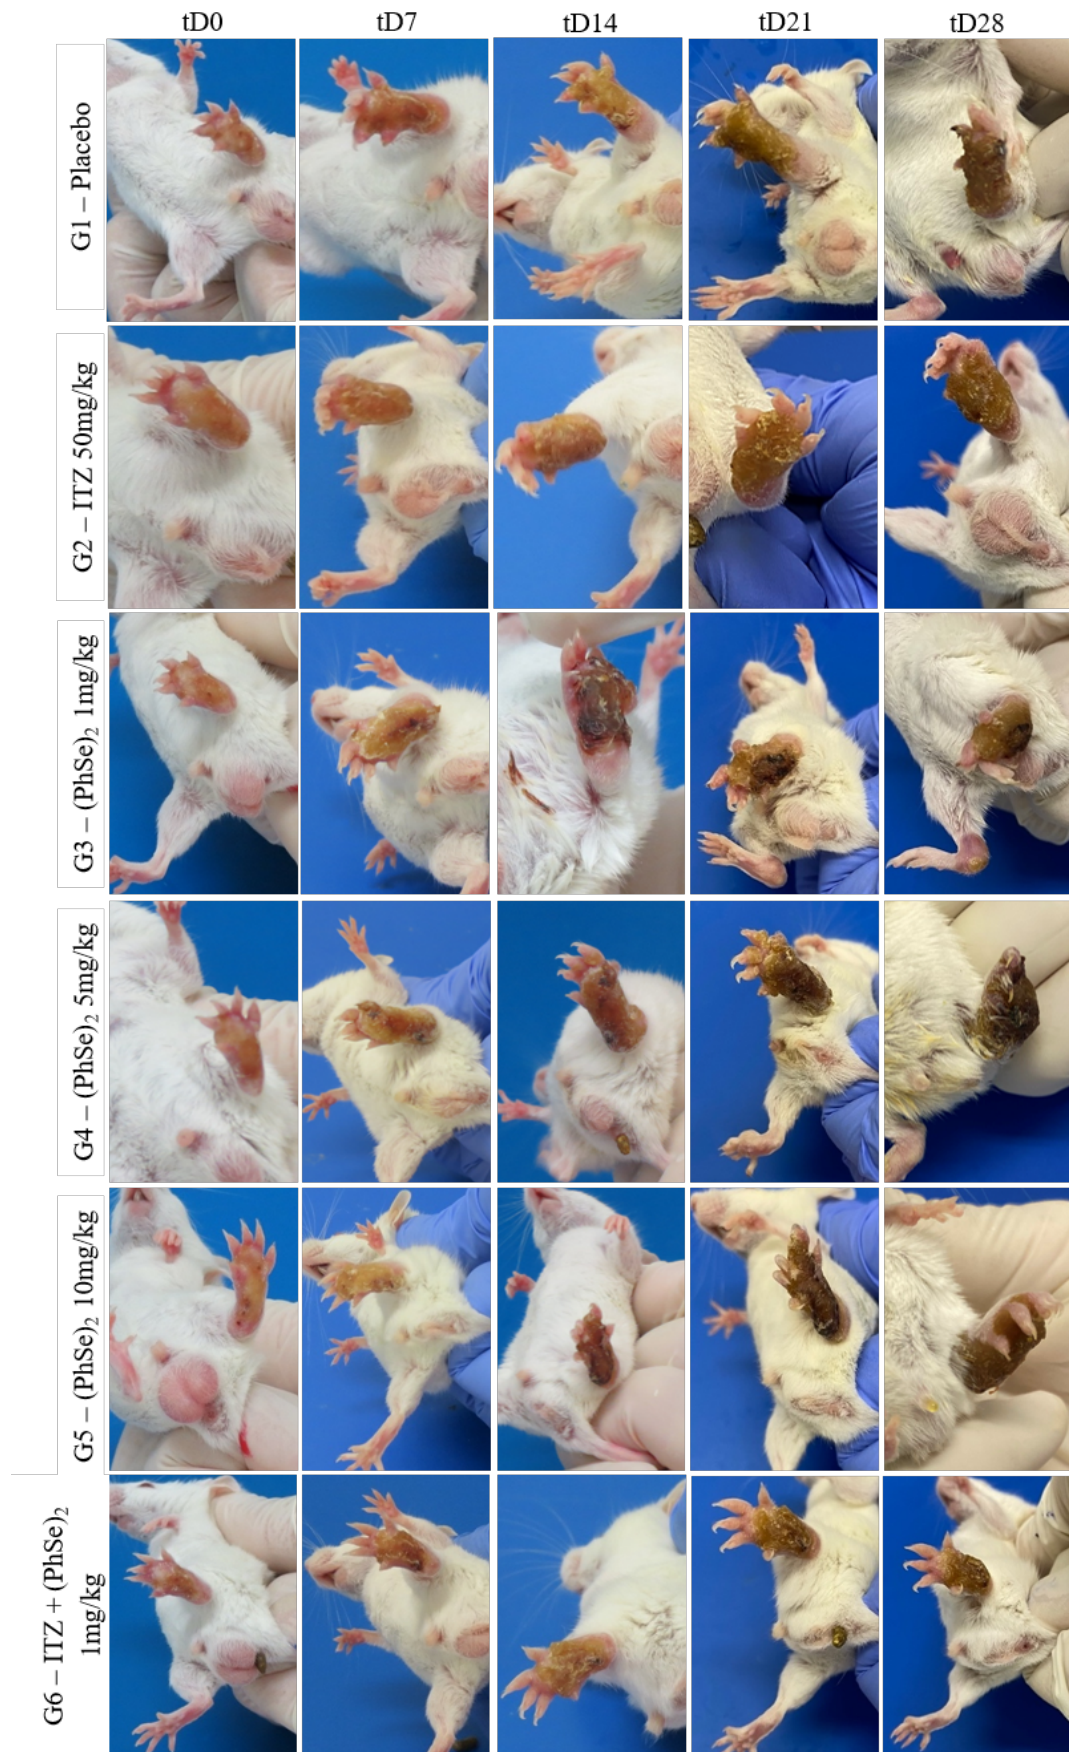 tD0 tD7 tD14 tD21 tD28
G1 – Placebo
G2 – ITZ 50mg/kg
G3 – (PhSe)₂ 1mg/kg
G4 – (PhSe)₂ 5mg/kg
G5 – (PhSe)₂ 10mg/kg
G6 – ITZ + (PhSe)₂
1mg/kg